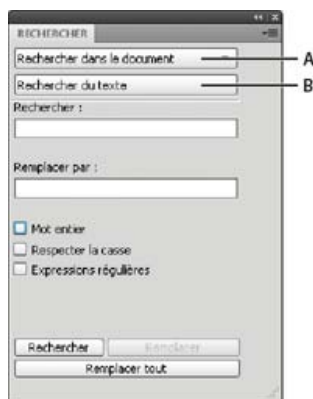 RECHERCHER
Rechercher dans le document
A
Rechercher du texte
B
Rechercher :
Remplacer par :
Mot entier
Respecter la casse
Expressions régulières
Rechercher Remplacer
Remplacer tout